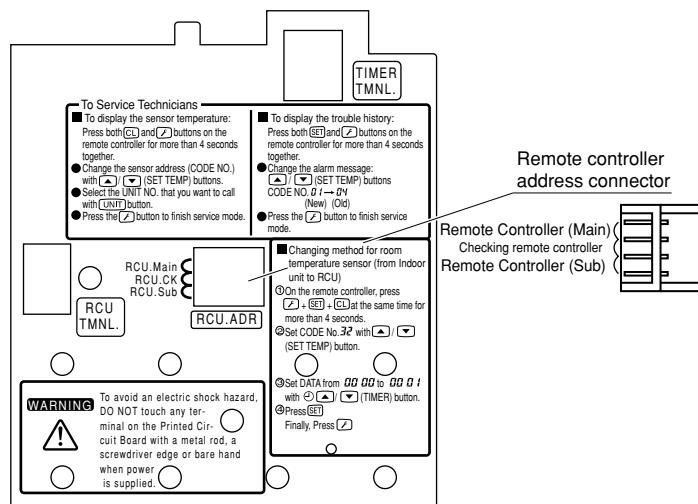 TIMER
TMNL.
To Service Technicians
■ To display the sensor temperature:
Press both CL and buttons on the
remote controller for more than 4 seconds
together.
● Change the sensor address (CODE NO.)
with ▲ / ▼ (SET TEMP) buttons.
● Select the UNIT NO. that you want to call
with UNIT button.
● Press the button to finish service mode.
■ To display the trouble history:
Press both SET and buttons on the
remote controller for more than 4 seconds
together.
● Change the alarm message:
▲ / ▼ (SET TEMP) buttons
CODE NO. 01 → 04
(New) (Old)
● Press the button to finish service
mode.
Remote controller
address connector
Remote Controller (Main)
Checking remote controller
Remote Controller (Sub)
RCU.Main
RCU.CK
RCU.Sub
RCU
TMNL.
RCU.ADR
■ Changing method for room
temperature sensor (from Indoor
unit to RCU)
① On the remote controller, press
+ SET + CL at the same time for
more than 4 seconds.
② Set CODE No. 32 with ▲ / ▼
(SET TEMP) button.
③ Set DATA from 00 00 to 00 01
with ▲ / ▼ (TIMER) button.
④ Press SET
Finally, Press
WARNING
To avoid an electric shock hazard,
DO NOT touch any ter-
minal on the Printed Cir-
cuit Board with a metal rod, a
screwdriver edge or bare hand
when power
is supplied.